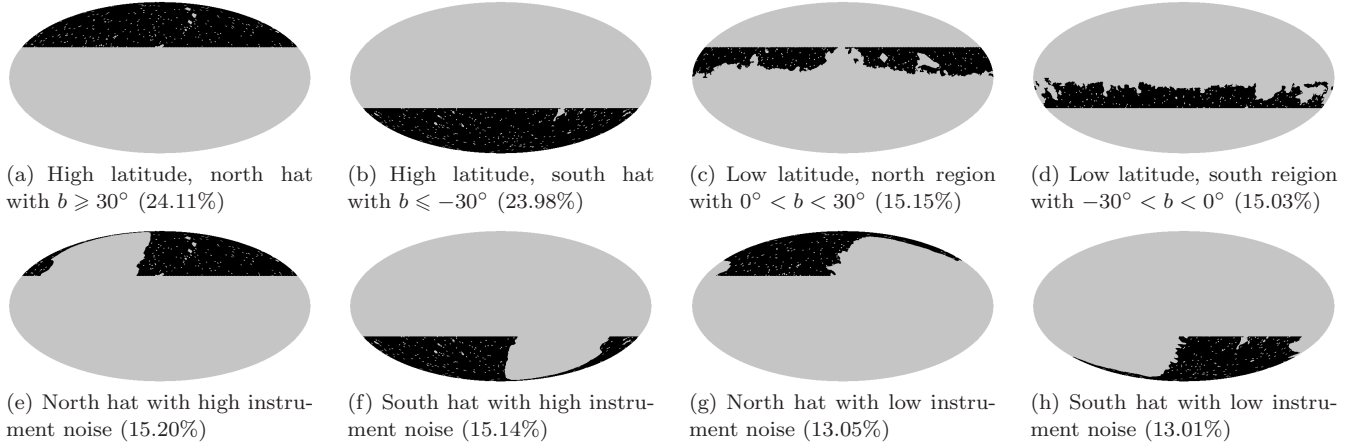 (a) High latitude, north hat
with b ⩾ 30° (24.11%)
(b) High latitude, south hat
with b ⩽ −30° (23.98%)
(c) Low latitude, north region
with 0° < b < 30° (15.15%)
(d) Low latitude, south reigion
with −30° < b < 0° (15.03%)
(e) North hat with high instru-
ment noise (15.20%)
(f) South hat with high instru-
ment noise (15.14%)
(g) North hat with low instru-
ment noise (13.05%)
(h) South hat with low instru-
ment noise (13.01%)